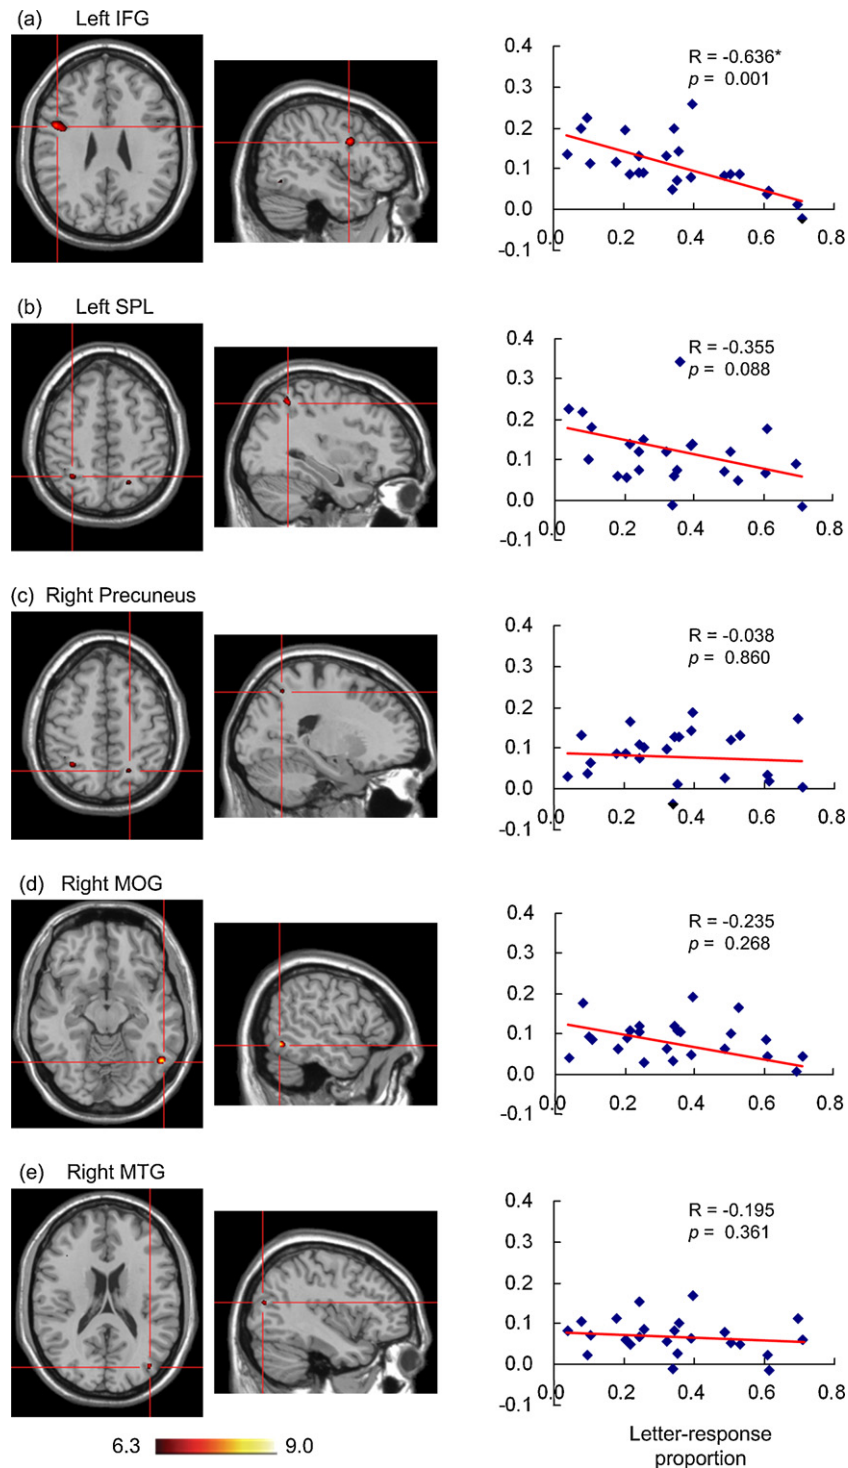 (a) Left IFG
R = -0.636*
p = 0.001
0.4
0.3
0.2
0.1
0.0
-0.1
0.0 0.2 0.4 0.6 0.8
(b) Left SPL
R = -0.355
p = 0.088
0.4
0.3
0.2
0.1
0.0
-0.1
0.0 0.2 0.4 0.6 0.8
(c) Right Precuneus
R = -0.038
p = 0.860
0.4
0.3
0.2
0.1
0.0
-0.1
0.0 0.2 0.4 0.6 0.8
(d) Right MOG
R = -0.235
p = 0.268
0.4
0.3
0.2
0.1
0.0
-0.1
0.0 0.2 0.4 0.6 0.8
(e) Right MTG
R = -0.195
p = 0.361
0.4
0.3
0.2
0.1
0.0
-0.1
0.0 0.2 0.4 0.6 0.8
6.3 9.0
Letter-response
proportion